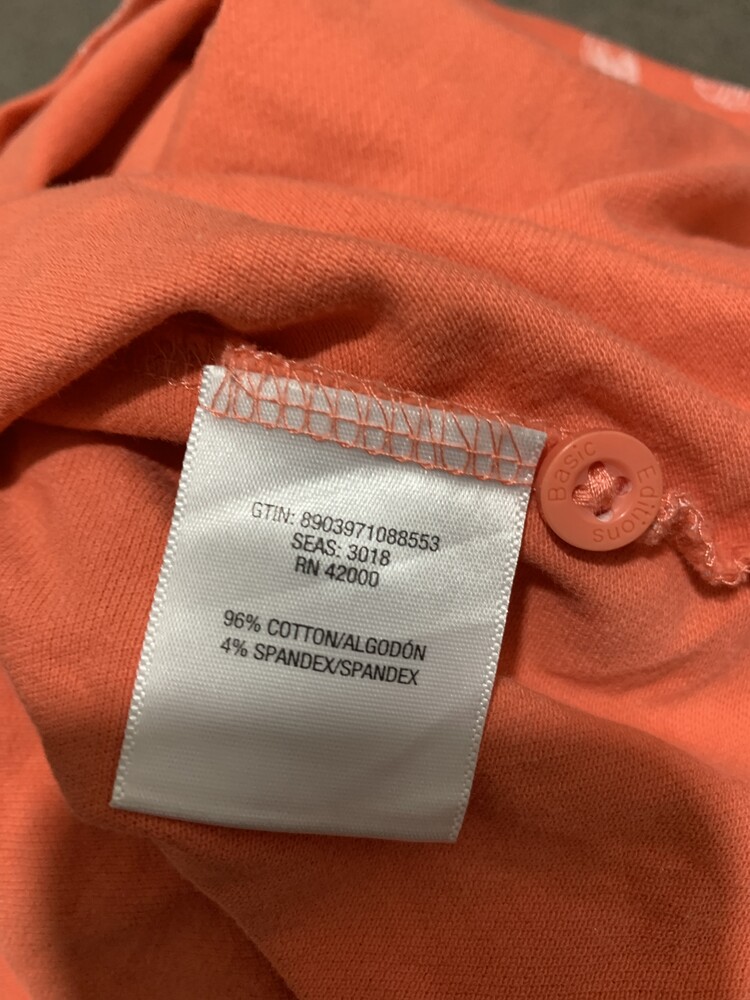 GTIN: 8903971088553
SEAS: 3018
RN 42000
96% COTTON/ALGODÓN
4% SPANDEX/SPANDEX
Basic
Editions